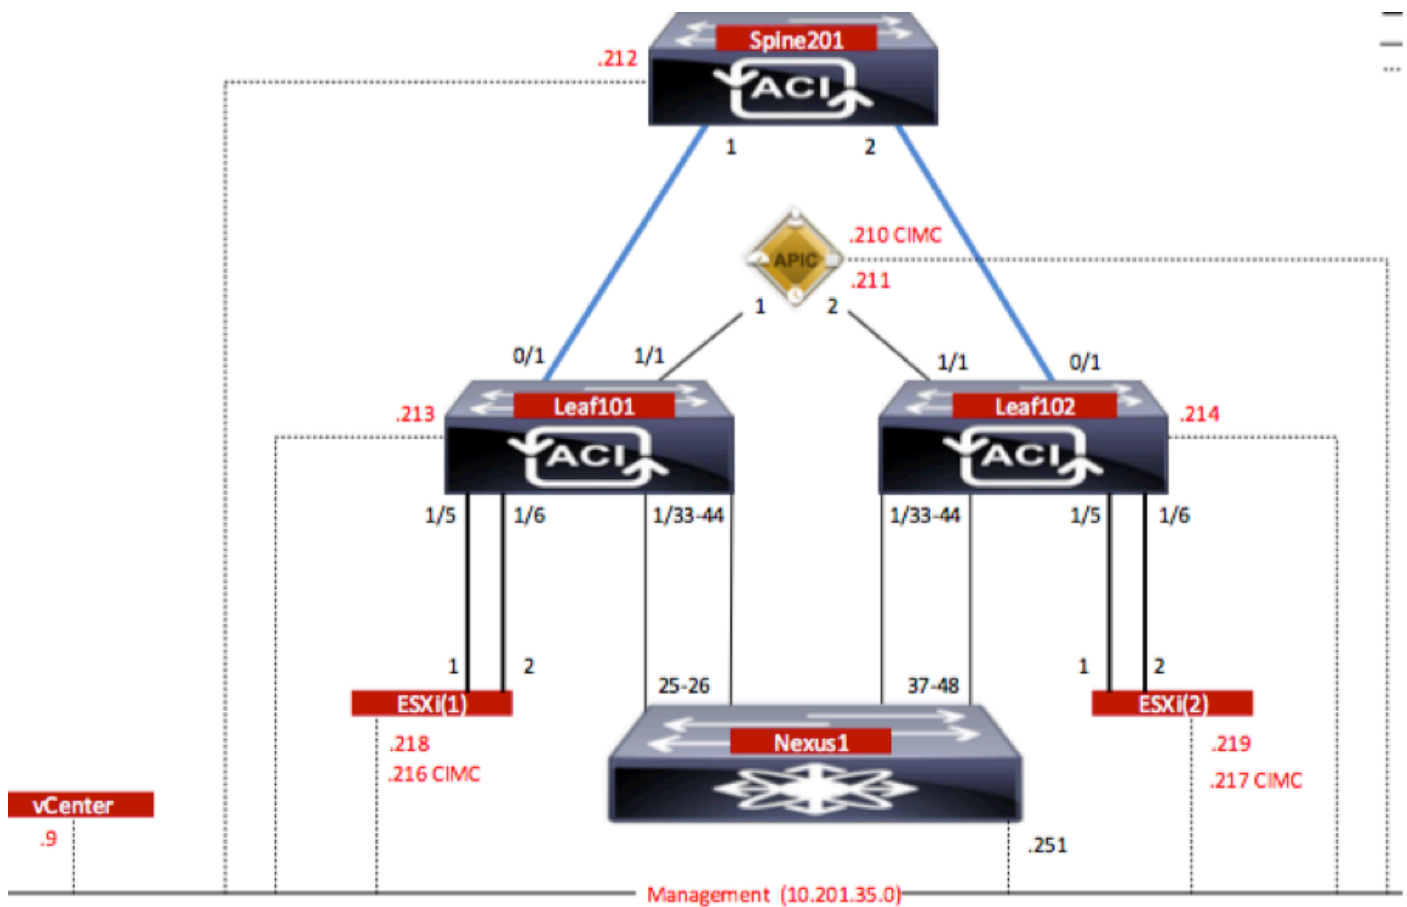 Spine201
.212
ACI
1
2
.210 CIMC
APIC
.211
1
2
0/1
1/1
1/1
0/1
Leaf101
Leaf102
.213
.214
ACI
ACI
1/5
1/6
1/33-44
1/33-44
1/5
1/6
1
2
25-26
37-48
1
2
ESXi(1)
ESXi(2)
Nexus1
.218
.219
.216 CIMC
.217 CIMC
vCenter
.9
.251
Management (10.201.35.0)